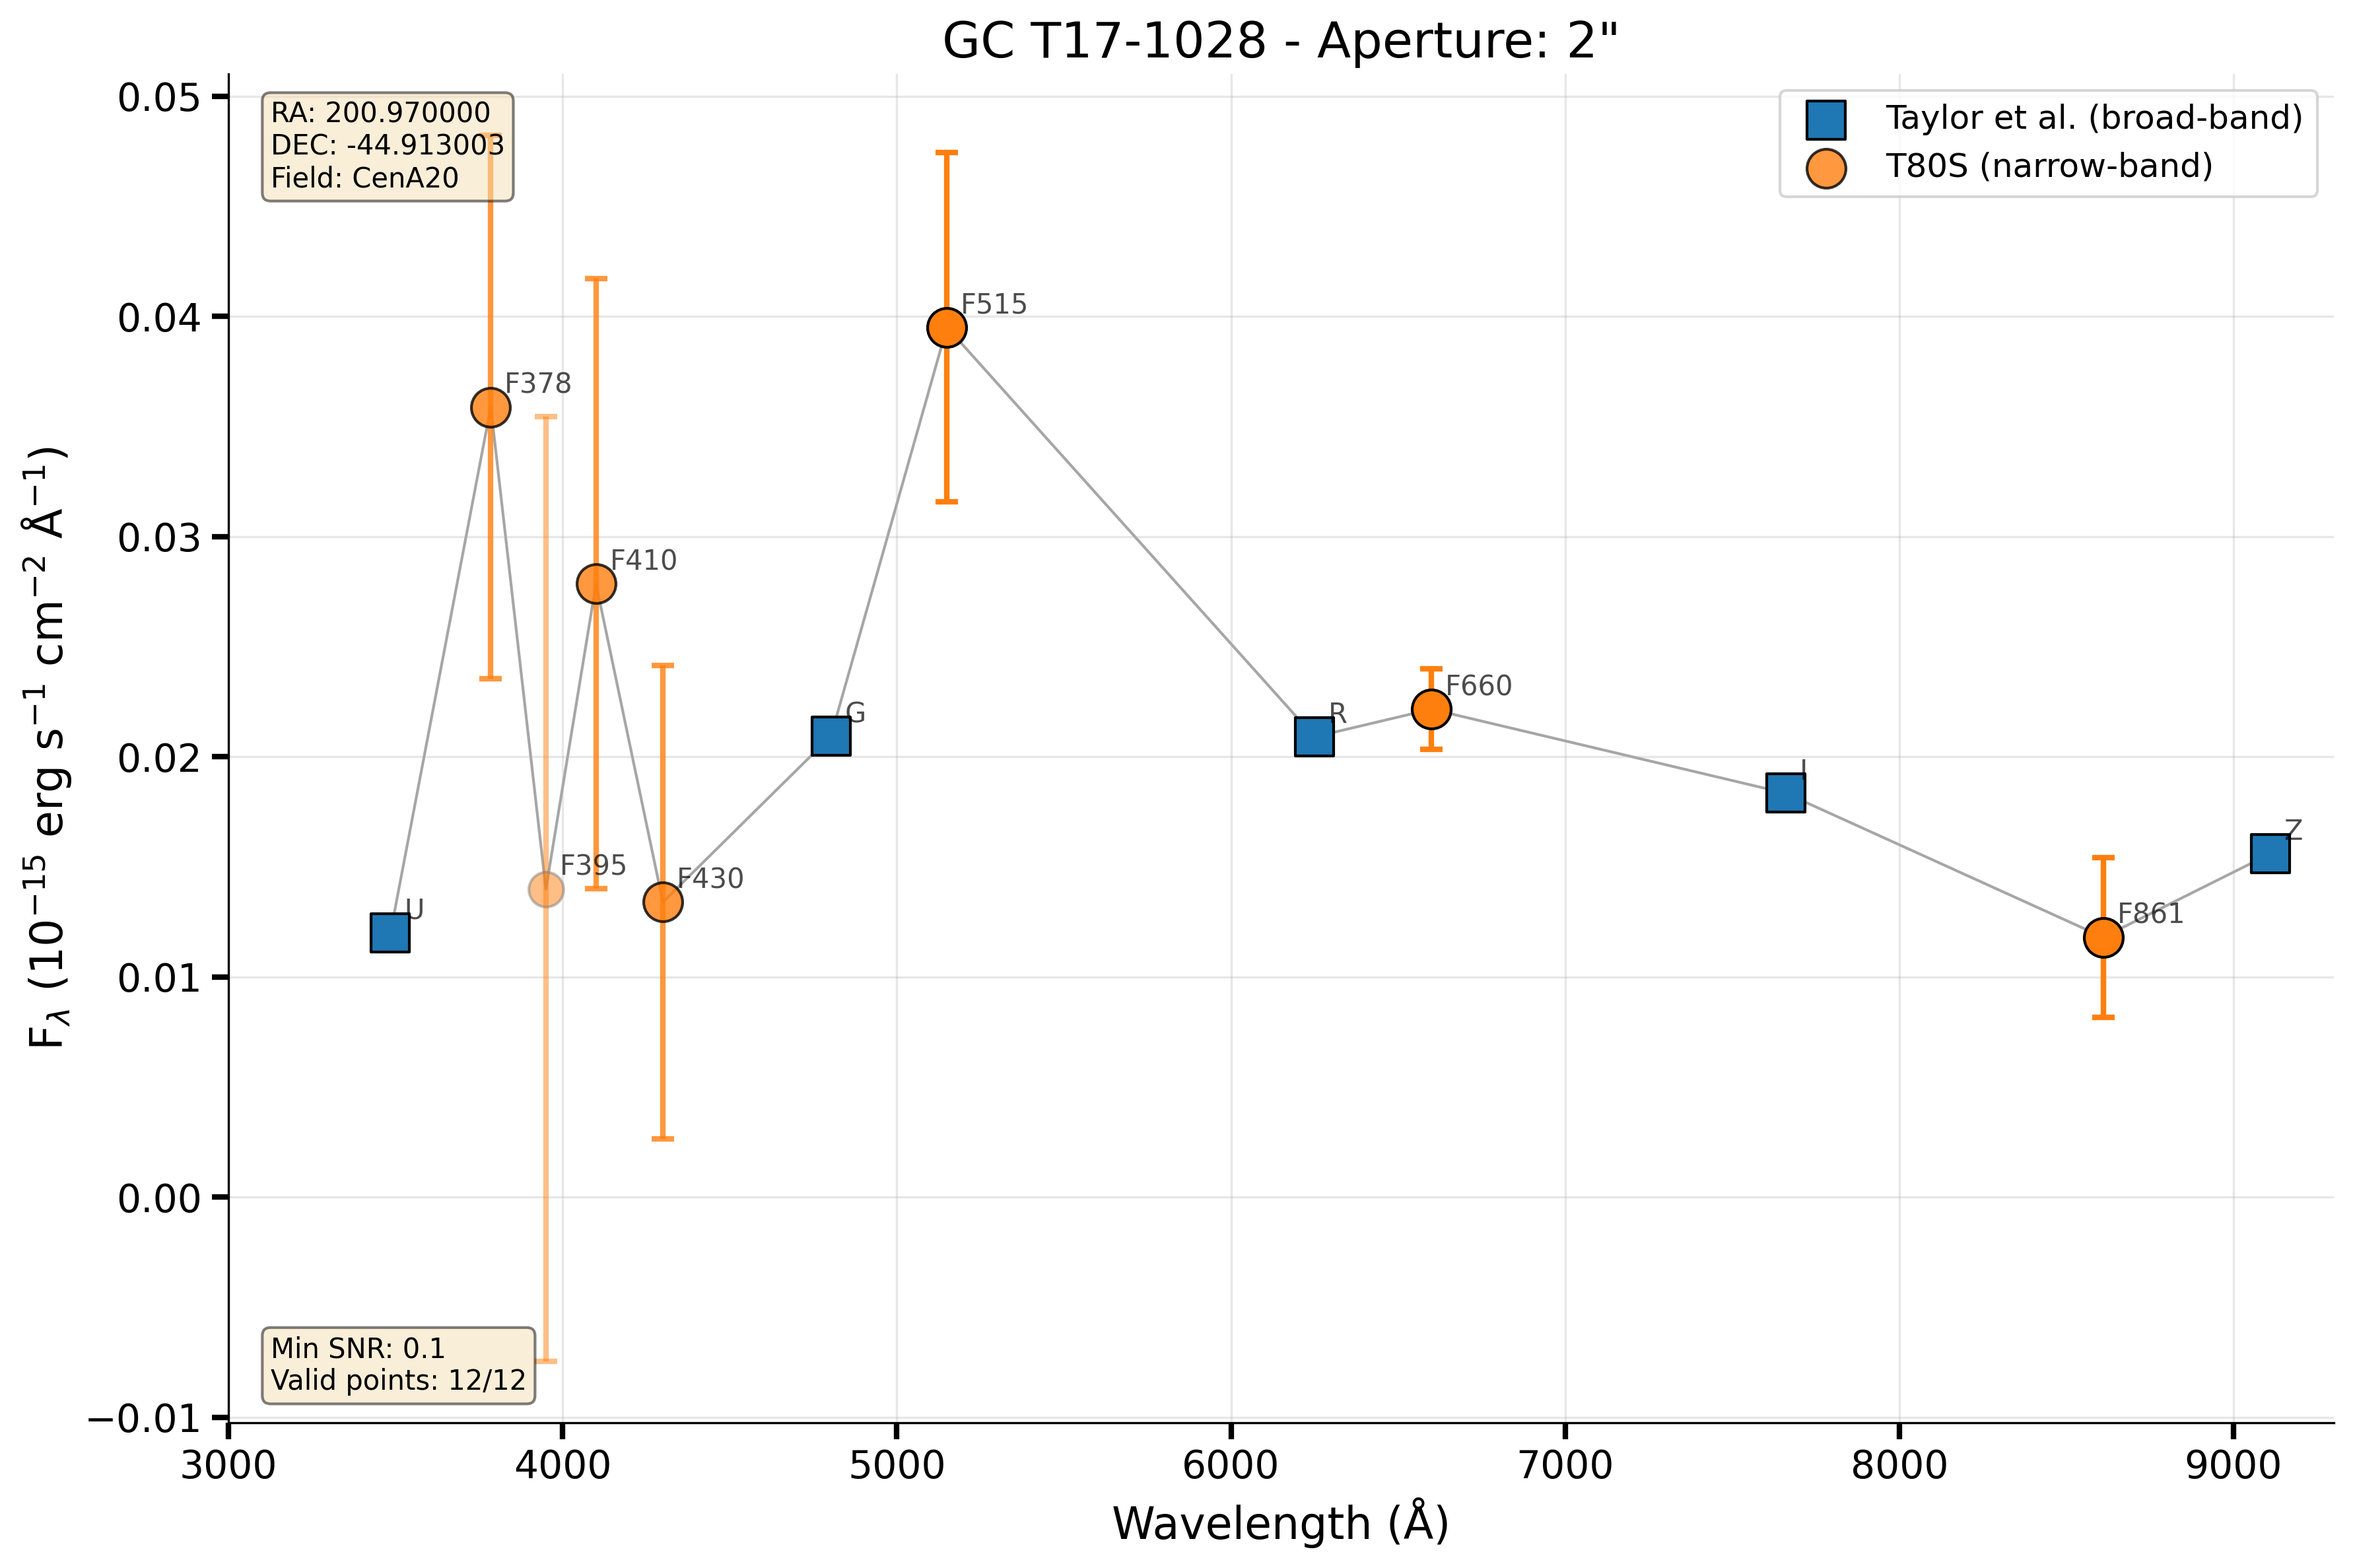 GC T17-1028 - Aperture: 2"
RA: 200.970000
DEC: -44.913003
Field: CenA20
Taylor et al. (broad-band)
T80S (narrow-band)
0.05
0.04
0.03
0.02
0.01
0.00
−0.01
F_λ (10⁻¹⁵ erg s⁻¹ cm⁻² Å⁻¹)
U
F378
F395
F410
F430
G
F515
R
F660
I
F861
Z
Min SNR: 0.1
Valid points: 12/12
3000 4000 5000 6000 7000 8000 9000
Wavelength (Å)